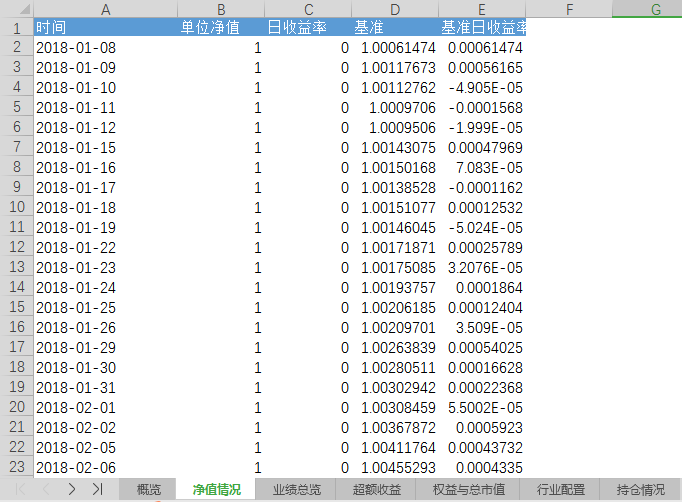 A B C D E F G
1 时间 单位净值 日收益率 基准 基准日收益率
2 2018-01-08 1 0 1.00061474 0.00061474
3 2018-01-09 1 0 1.00117673 0.00056165
4 2018-01-10 1 0 1.00112762 -4.905E-05
5 2018-01-11 1 0 1.0009706 -0.0001568
6 2018-01-12 1 0 1.0009506 -1.999E-05
7 2018-01-15 1 0 1.00143075 0.00047969
8 2018-01-16 1 0 1.00150168 7.083E-05
9 2018-01-17 1 0 1.00138528 -0.0001162
10 2018-01-18 1 0 1.00151077 0.00012532
11 2018-01-19 1 0 1.00146045 -5.024E-05
12 2018-01-22 1 0 1.00171871 0.00025789
13 2018-01-23 1 0 1.00175085 3.2076E-05
14 2018-01-24 1 0 1.00193757 0.0001864
15 2018-01-25 1 0 1.00206185 0.00012404
16 2018-01-26 1 0 1.00209701 3.509E-05
17 2018-01-29 1 0 1.00263839 0.00054025
18 2018-01-30 1 0 1.00280511 0.00016628
19 2018-01-31 1 0 1.00302942 0.00022368
20 2018-02-01 1 0 1.00308459 5.5002E-05
21 2018-02-02 1 0 1.00367872 0.0005923
22 2018-02-05 1 0 1.00411764 0.00043732
23 2018-02-06 1 0 1.00455293 0.0004335
概览 净值情况 业绩总览 超额收益 权益与总市值 行业配置 持仓情况